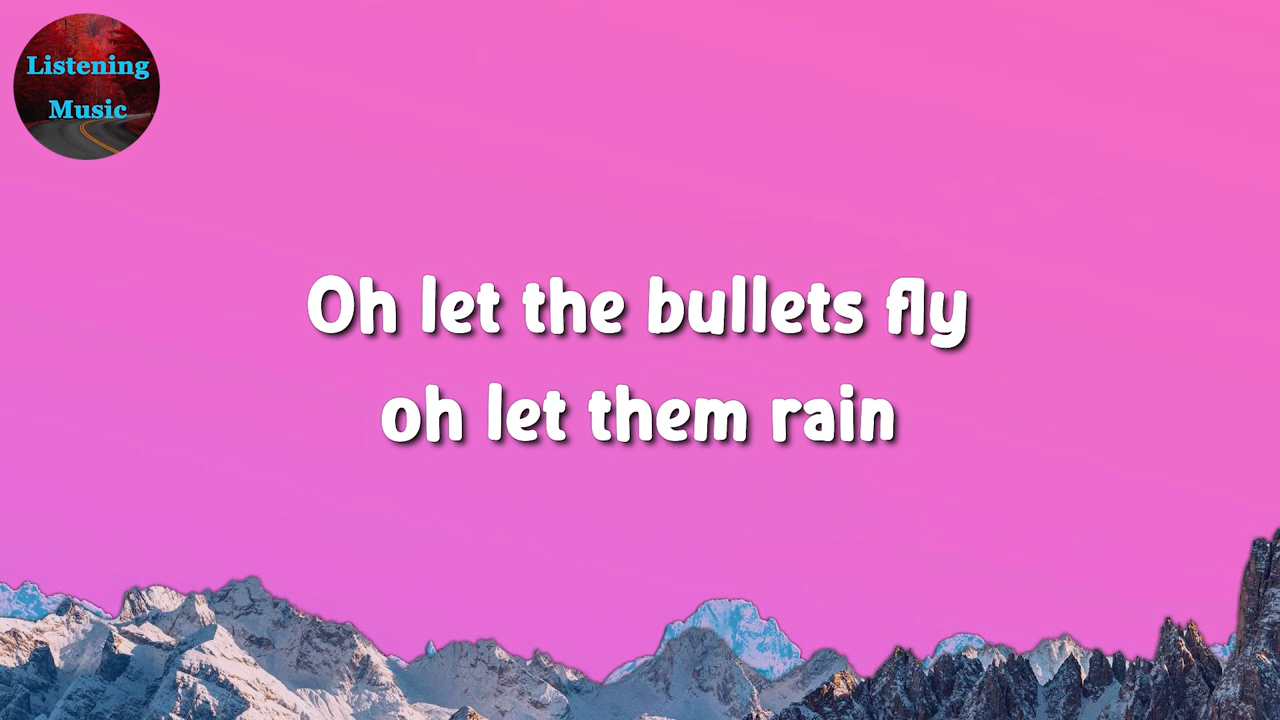 Listening
Music
Oh let the bullets fly
oh let them rain